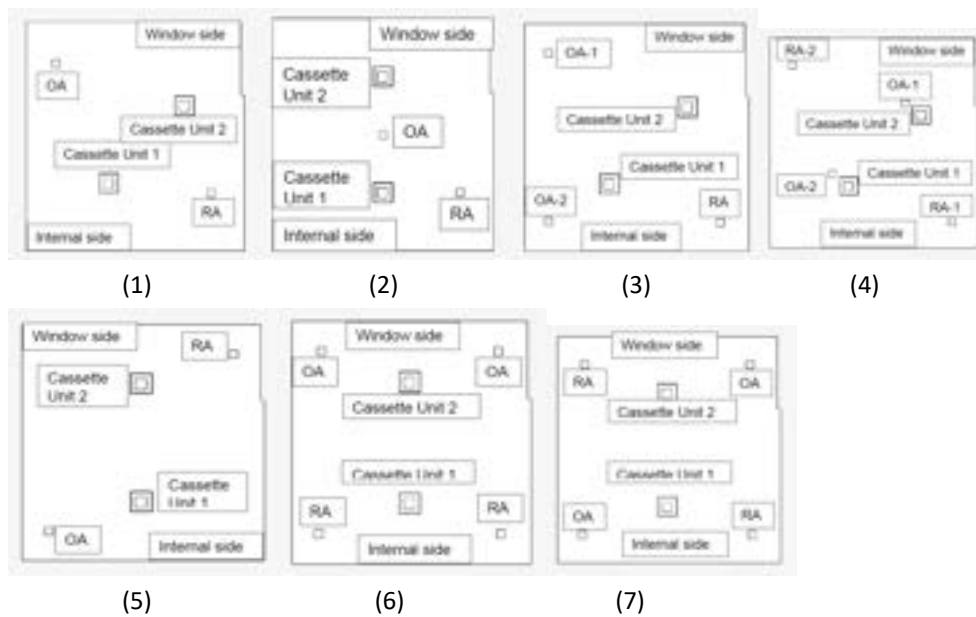 Window side
OA
Cassette Unit 2
Cassette Unit 1
RA
Internal side
(1)
Window side
Cassette
Unit 2
OA
Cassette
Unit 1
RA
Internal side
(2)
OA-1
Window side
Cassette Unit 2
Cassette Unit 1
OA-2
RA
Internal side
(3)
RA-2
Window side
OA-1
Cassette Unit 2
Cassette Unit 1
OA-2
RA-1
Internal side
(4)
Window side
RA
Cassette
Unit 2
Cassette
Unit 1
OA
Internal side
(5)
Window side
OA
OA
Cassette Unit 2
Cassette Unit 1
RA
RA
Internal side
(6)
Window side
RA
OA
Cassette Unit 2
Cassette Unit 1
OA
RA
Internal side
(7)